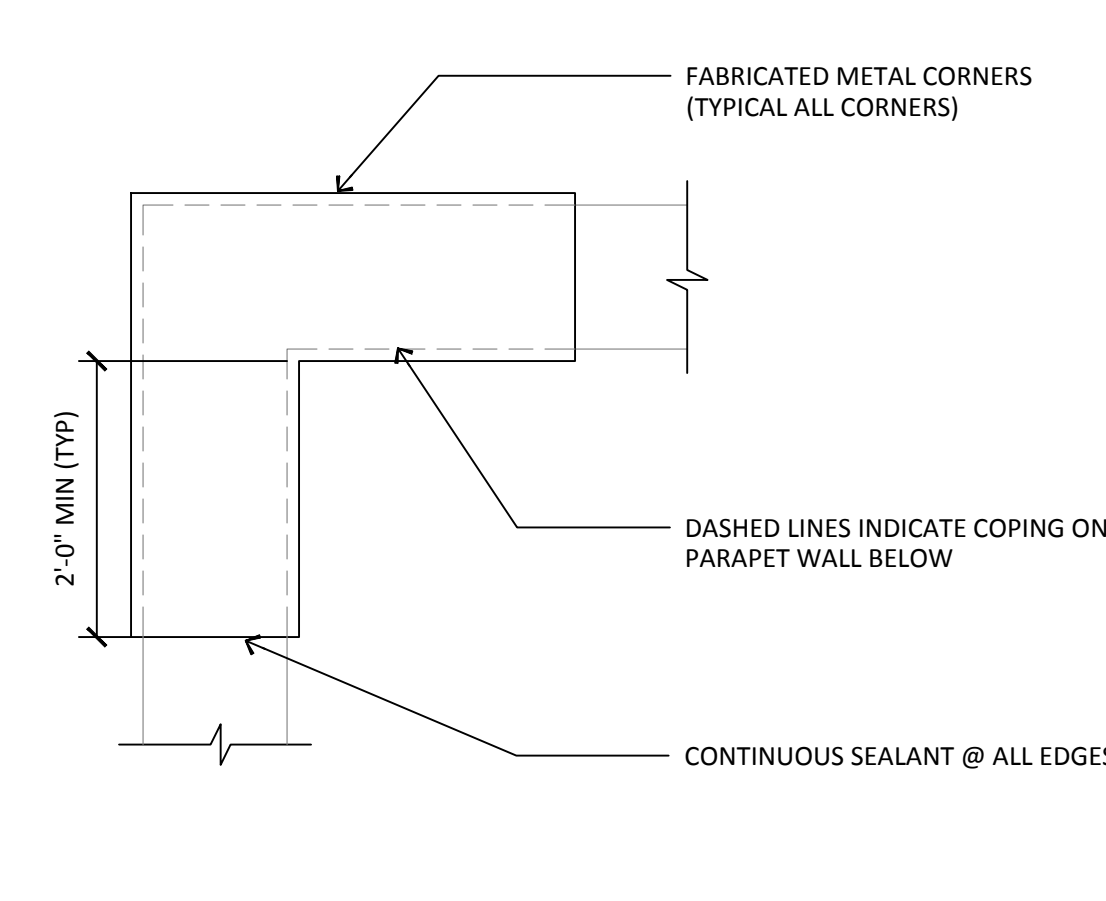 FABRICATED METAL CORNERS
(TYPICAL ALL CORNERS)
2'-0" MIN (TYP)
DASHED LINES INDICATE COPING ON
PARAPET WALL BELOW
CONTINUOUS SEALANT @ ALL EDGES